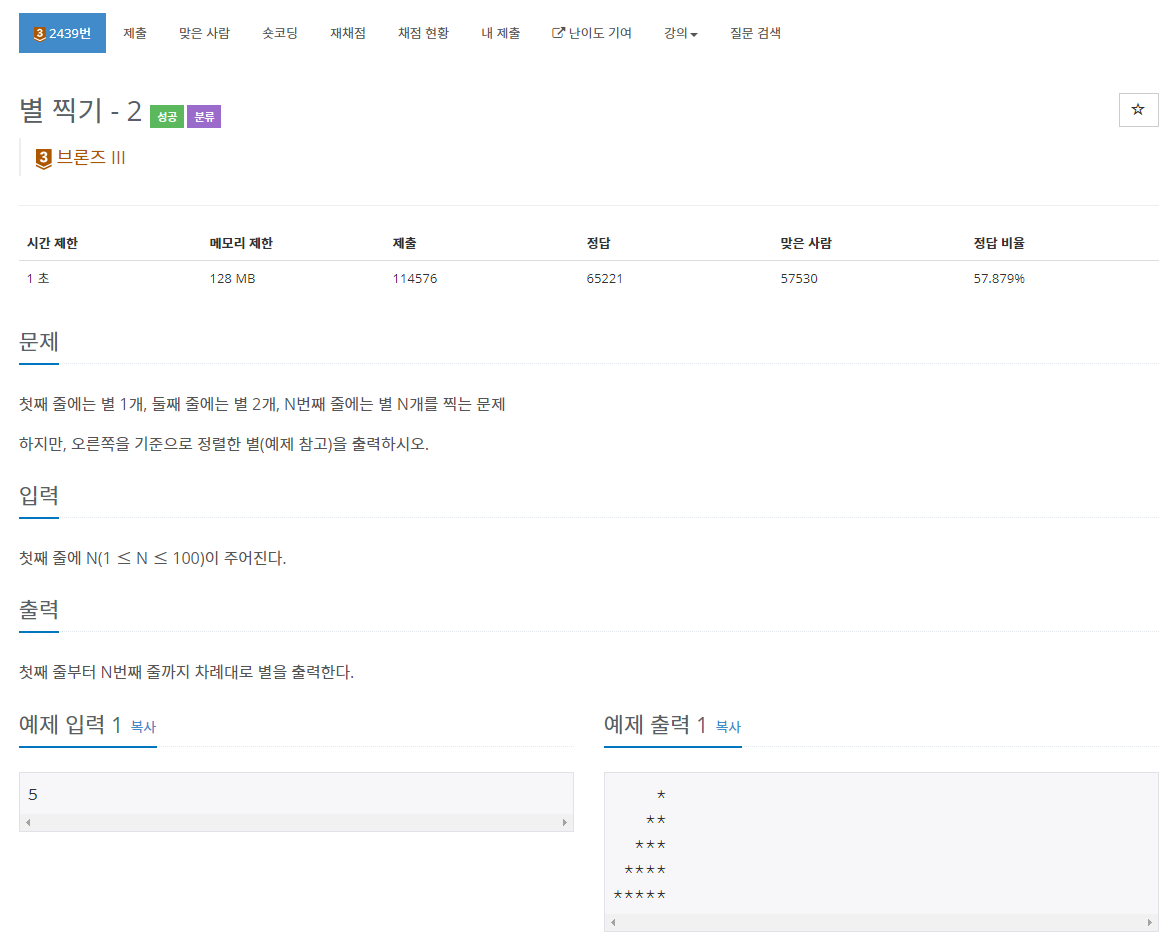 3 2439번 제출 맞은 사람 숏코딩 재채점 채점 현황 내 제출 난이도 기여 강의 질문 검색
별 찍기 - 2 성공 분류
3 브론즈 III
시간 제한 메모리 제한 제출 정답 맞은 사람 정답 비율
1 초 128 MB 114576 65221 57530 57.879%
문제
첫째 줄에는 별 1개, 둘째 줄에는 별 2개, N번째 줄에는 별 N개를 찍는 문제
하지만, 오른쪽을 기준으로 정렬한 별(예제 참고)을 출력하시오.
입력
첫째 줄에 N(1 ≤ N ≤ 100)이 주어진다.
출력
첫째 줄부터 N번째 줄까지 차례대로 별을 출력한다.
예제 입력 1 복사
5
예제 출력 1 복사
    *
   **
  ***
 ****
*****